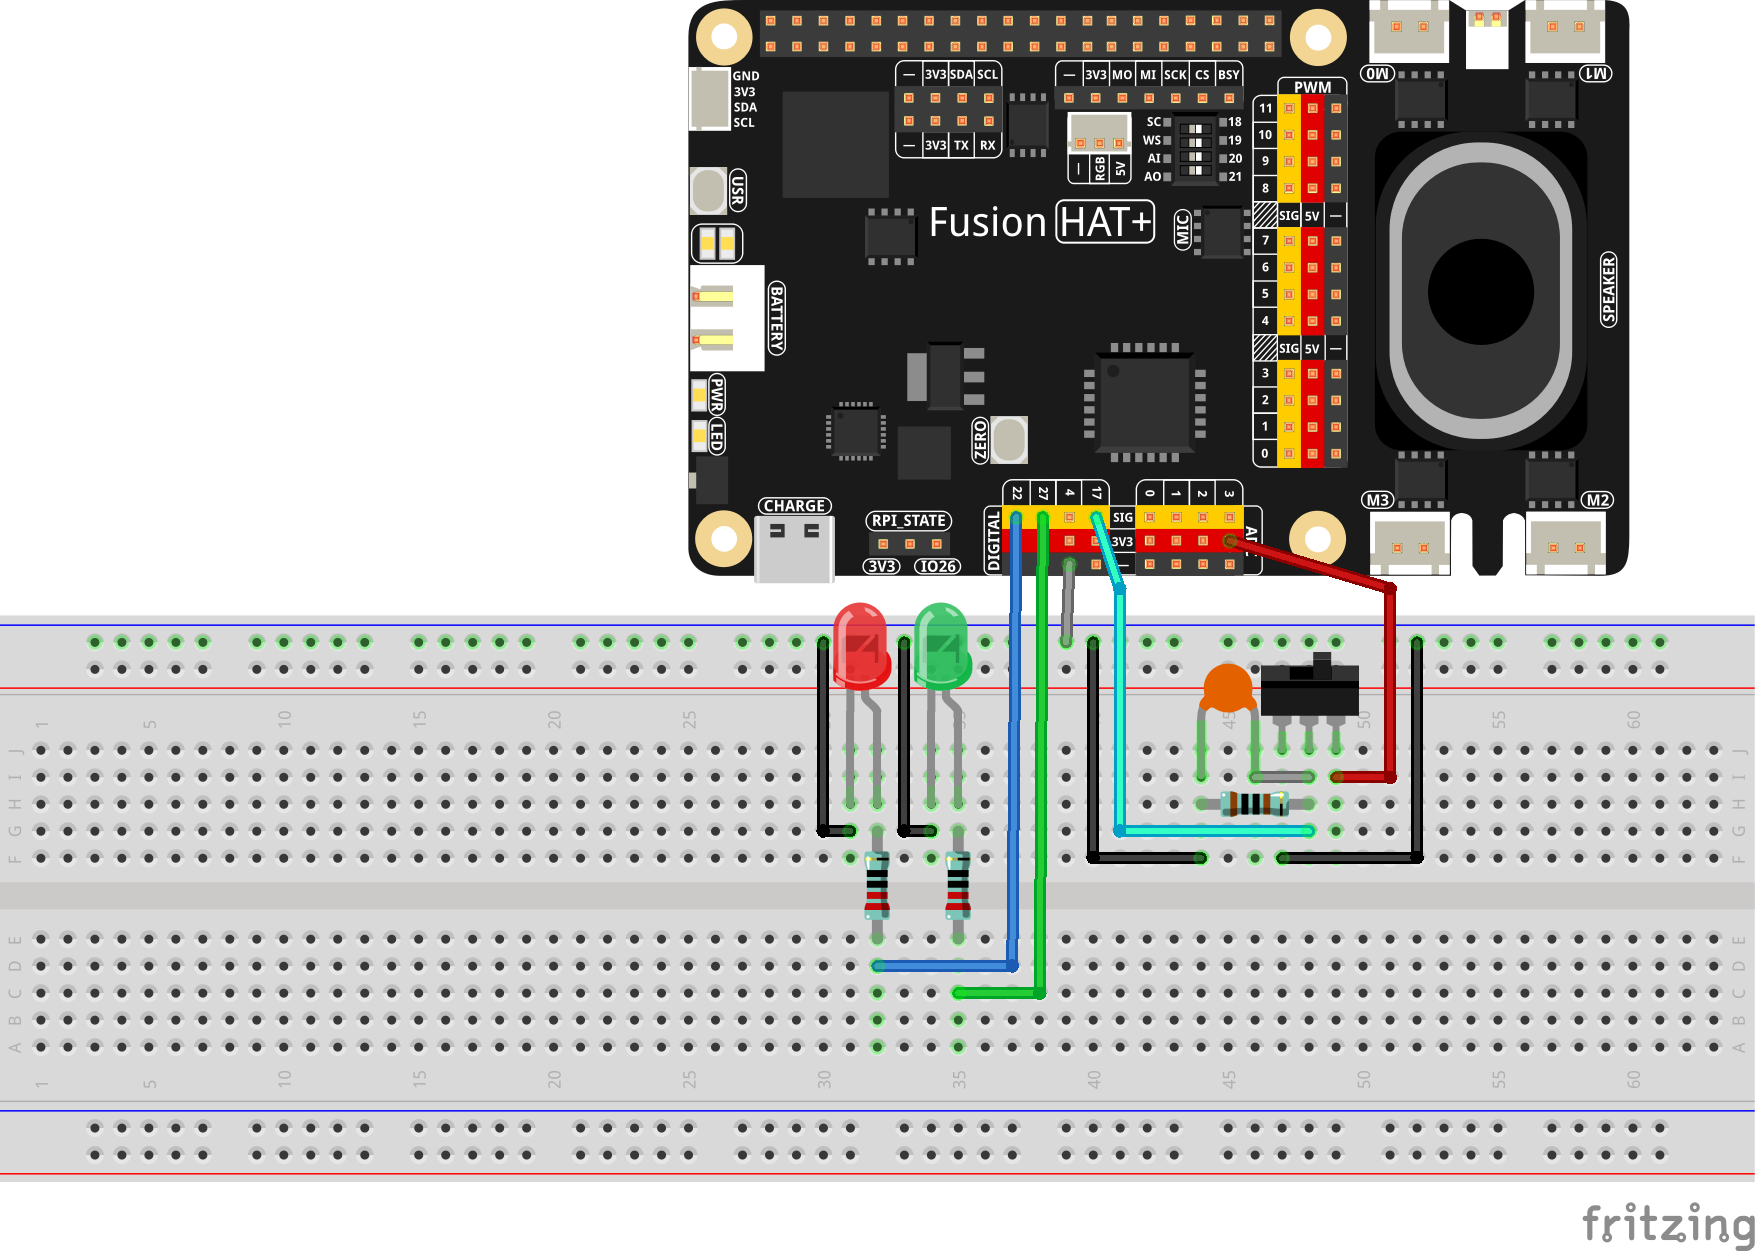 GND
3V3
SDA
SCL
— 3V3 SDA SCL
— 3V3 TX RX
— 3V3 MO MI SCK CS BSY
— RGB 5V
SC 18
WS 19
AI 20
AO 21
M0
M1
PWM
11
10
9
8
SIG 5V —
7
6
5
4
SIG 5V —
3
2
1
0
USR
Fusion HAT+
MIC
SPEAKER
BATTERY
PWR
LED
ZERO
CHARGE
RPI_STATE
3V3 IO26
DIGITAL
22 27 4 17
0 1 2 3
SIG
3V3
—
M3
M2
1 5 10 15 20 25 45 50 55 60
J J
I I
H H
G G
F F
E E
D D
C C
B B
A A
1 5 10 15 20 25 30 35 40 45 50 55 60
fritzing